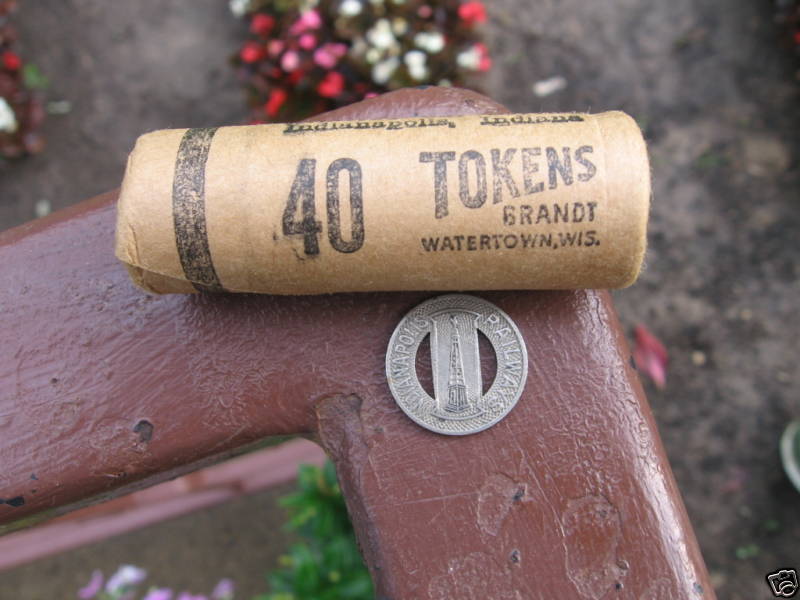 Indianapolis, Indiana
40 TOKENS
BRANDT
WATERTOWN, WIS.
INDIANAPOLIS RAILWAYS